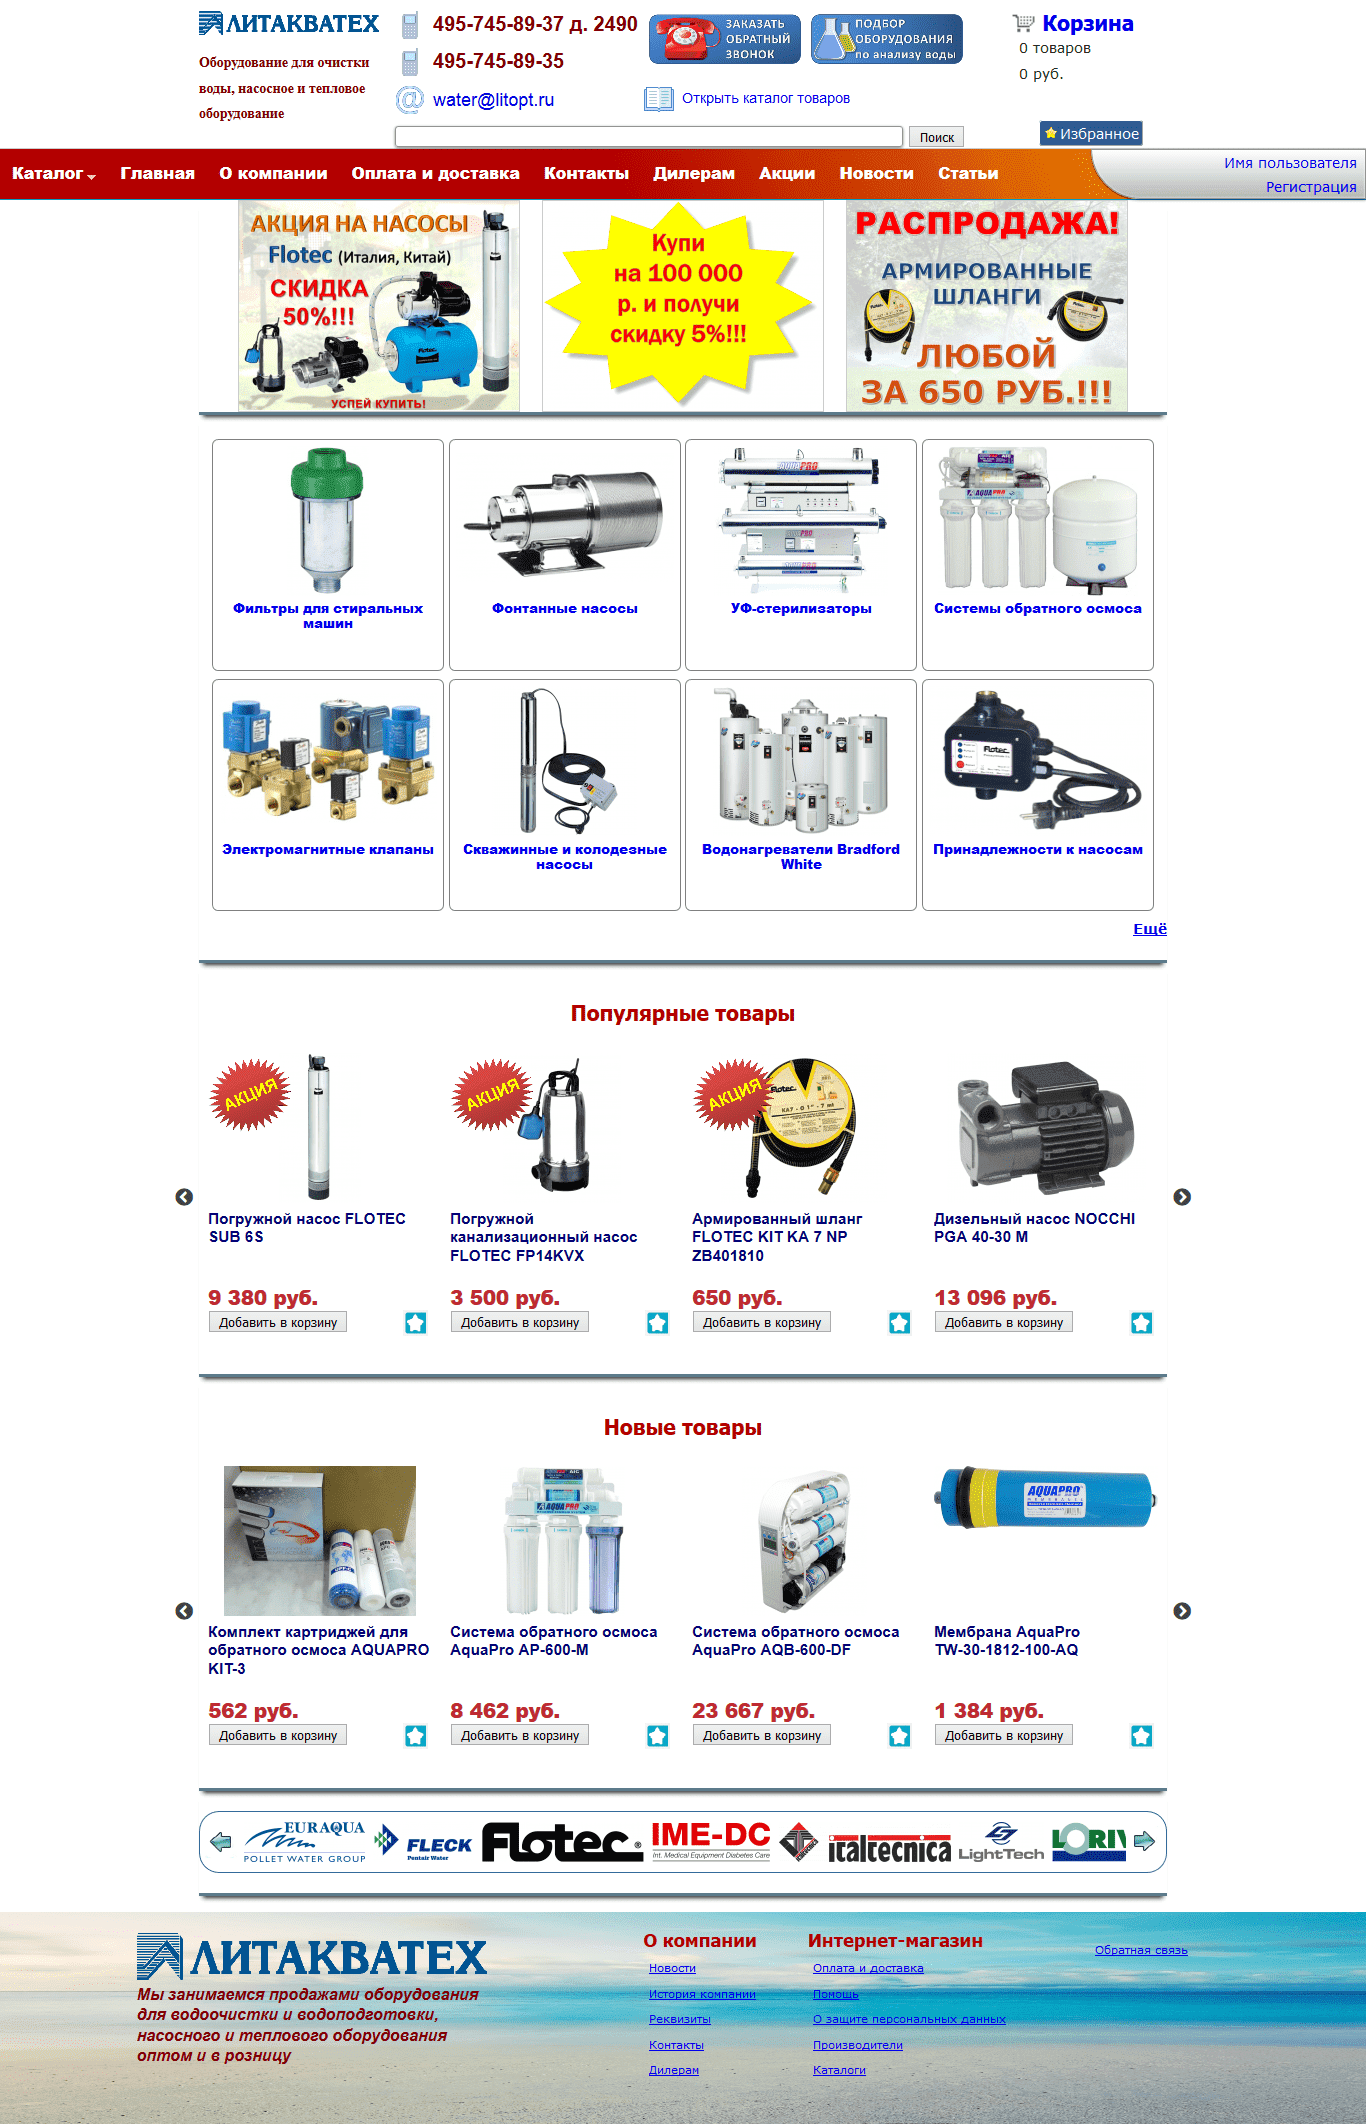 ЛИТАКВАТЕХ
Оборудование для очистки
воды, насосное и тепловое
оборудование
495-745-89-37 д. 2490
495-745-89-35
water@litopt.ru
ЗАКАЗАТЬ
ОБРАТНЫЙ
ЗВОНОК
ПОДБОР
ОБОРУДОВАНИЯ
по анализу воды
Открыть каталог товаров
Корзина
0 товаров
0 руб.
Поиск
Избранное
Каталог Главная О компании Оплата и доставка Контакты Дилерам Акции Новости Статьи
Имя пользователя
Регистрация
АКЦИЯ НА НАСОСЫ
Flotec (Италия, Китай)
СКИДКА
50%!!!
УСПЕЙ КУПИТЬ!
Купи
на 100 000
р. и получи
скидку 5%!!!
РАСПРОДАЖА!
АРМИРОВАННЫЕ
ШЛАНГИ
ЛЮБОЙ
ЗА 650 РУБ.!!!
Фильтры для стиральных
машин
Фонтанные насосы
УФ-стерилизаторы
Системы обратного осмоса
Электромагнитные клапаны
Скважинные и колодезные
насосы
Водонагреватели Bradford
White
Принадлежности к насосам
Ещё
Популярные товары
АКЦИЯ
АКЦИЯ
АКЦИЯ
Погружной насос FLOTEC
SUB 6S
9 380 руб.
Добавить в корзину
Погружной
канализационный насос
FLOTEC FP14KVX
3 500 руб.
Добавить в корзину
Армированный шланг
FLOTEC KIT KA 7 NP
ZB401810
650 руб.
Добавить в корзину
Дизельный насос NOCCHI
PGA 40-30 M
13 096 руб.
Добавить в корзину
Новые товары
AQUAPRO
AQUAPRO
Комплект картриджей для
обратного осмоса AQUAPRO
KIT-3
562 руб.
Добавить в корзину
Система обратного осмоса
AquaPro AP-600-M
8 462 руб.
Добавить в корзину
Система обратного осмоса
AquaPro AQB-600-DF
23 667 руб.
Добавить в корзину
Мембрана AquaPro
TW-30-1812-100-AQ
1 384 руб.
Добавить в корзину
EURAQUA
POLLET WATER GROUP
FLECK
Pentair Water
Flotec
IME-DC
Int. Medical Equipment Diabetes Care
italtecnica
LightTech
ЛИТАКВАТЕХ
Мы занимаемся продажами оборудования
для водоочистки и водоподготовки,
насосного и теплового оборудования
оптом и в розницу
О компании
Новости
История компании
Реквизиты
Контакты
Дилерам
Интернет-магазин
Оплата и доставка
Помощь
О защите персональных данных
Производители
Каталоги
Обратная связь